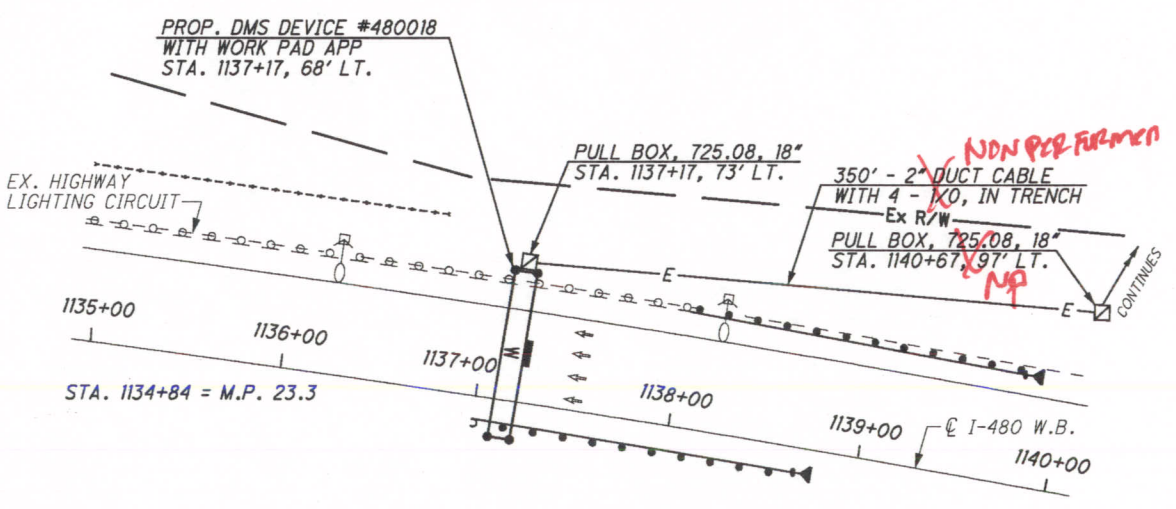 PROP. DMS DEVICE #480018
WITH WORK PAD APP
STA. 1137+17, 68' LT.
PULL BOX, 725.08, 18"
STA. 1137+17, 73' LT.
NON PERFORMED
350' - 2" DUCT CABLE
WITH 4 - 1/0, IN TRENCH
Ex R/W
PULL BOX, 725.08, 18"
STA. 1140+67, 97' LT.
NP
EX. HIGHWAY
LIGHTING CIRCUIT
E
E
CONTINUES
1135+00
1136+00
1137+00
W
1138+00
1139+00
1140+00
STA. 1134+84 = M.P. 23.3
℄ I-480 W.B.